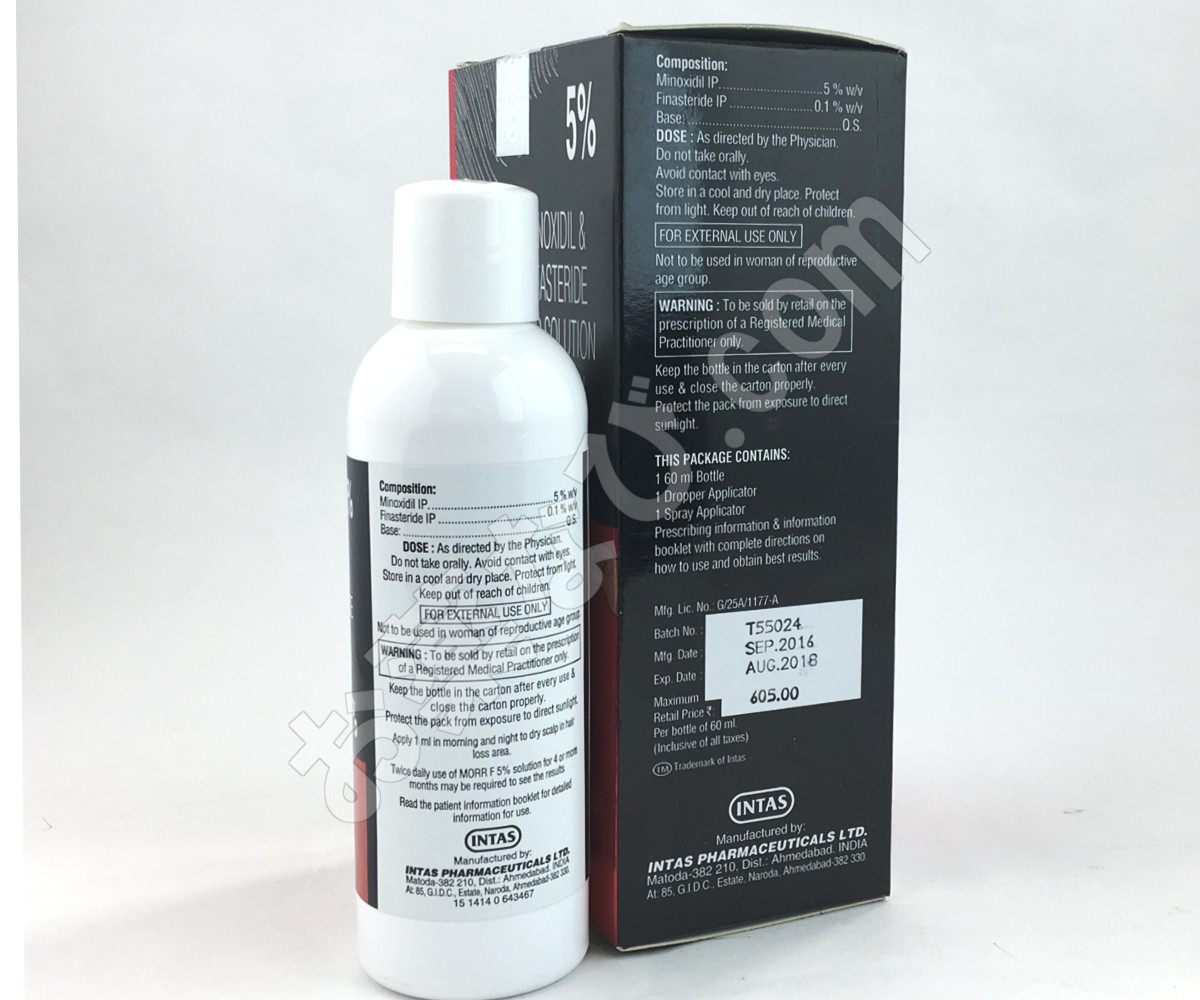 5%
NOXIDIL &
ASTERIDE
SOLUTION
Composition:
Minoxidil IP..............................5 % w/v
Finasteride IP ......................0.1 % w/v
Base:..........................................Q.S.
DOSE : As directed by the Physician.
Do not take orally.
Avoid contact with eyes.
Store in a cool and dry place. Protect
from light. Keep out of reach of children.
FOR EXTERNAL USE ONLY
Not to be used in woman of reproductive
age group.
WARNING : To be sold by retail on the
prescription of a Registered Medical
Practitioner only.
Keep the bottle in the carton after every
use & close the carton properly.
Protect the pack from exposure to direct
sunlight.
THIS PACKAGE CONTAINS:
1 60 ml Bottle
1 Dropper Applicator
1 Spray Applicator
Prescribing information & information
booklet with complete directions on
how to use and obtain best results.
Mfg. Lic. No.: G/25A/1177-A
Batch No. : T55024
Mfg. Date : SEP.2016
Exp. Date : AUG.2018
Maximum
Retail Price ₹: 605.00
Per bottle of 60 ml.
(Inclusive of all taxes)
TM Trademark of Intas
INTAS
Manufactured by:
INTAS PHARMACEUTICALS LTD.
Matoda-382 210, Dist.: Ahmedabad. INDIA
At: 85, G.I.D.C., Estate, Naroda, Ahmedabad-382 330.
%
Composition:
Minoxidil IP..............................5 % w/v
Finasteride IP ......................0.1 % w/v
Base:..........................................Q.S.
DOSE : As directed by the Physician.
Do not take orally. Avoid contact with eyes.
Store in a cool and dry place. Protect from light.
Keep out of reach of children.
FOR EXTERNAL USE ONLY
Not to be used in woman of reproductive age group.
WARNING : To be sold by retail on the prescription
of a Registered Medical Practitioner only.
Keep the bottle in the carton after every use &
close the carton properly.
Protect the pack from exposure to direct sunlight.
Apply 1 ml in morning and night to dry scalp in hair
loss area.
Twice daily use of MORR F 5% solution for 4 or more
months may be required to see the results
Read the patient information booklet for detailed
information for use.
INTAS
Manufactured by:
INTAS PHARMACEUTICALS LTD.
Matoda-382 210, Dist.: Ahmedabad. INDIA
At: 85, G.I.D.C., Estate, Naroda, Ahmedabad-382 330.
15 1414 0 643467